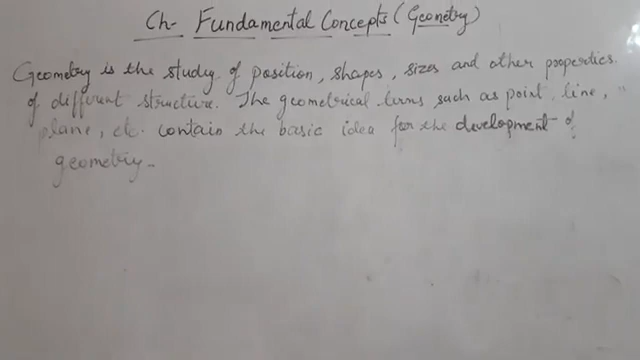 Ch- Fundamental Concepts (Geometry)
Geometry is the study of position, shapes, sizes and other properties
of different structure. The geometrical terms such as point, line,
plane, etc. contain the basic idea for the development of
geometry.